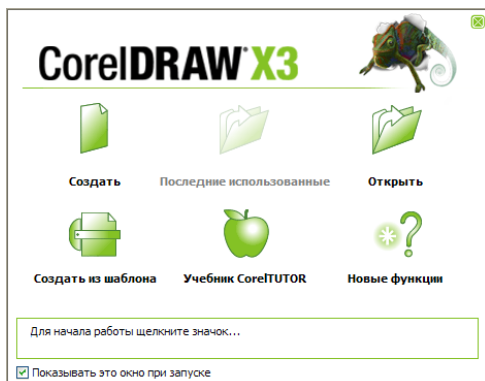 CorelDRAW X3
Создать Последние использованные Открыть
Создать из шаблона Учебник CorelTUTOR Новые функции
Для начала работы щелкните значок...
Показывать это окно при запуске